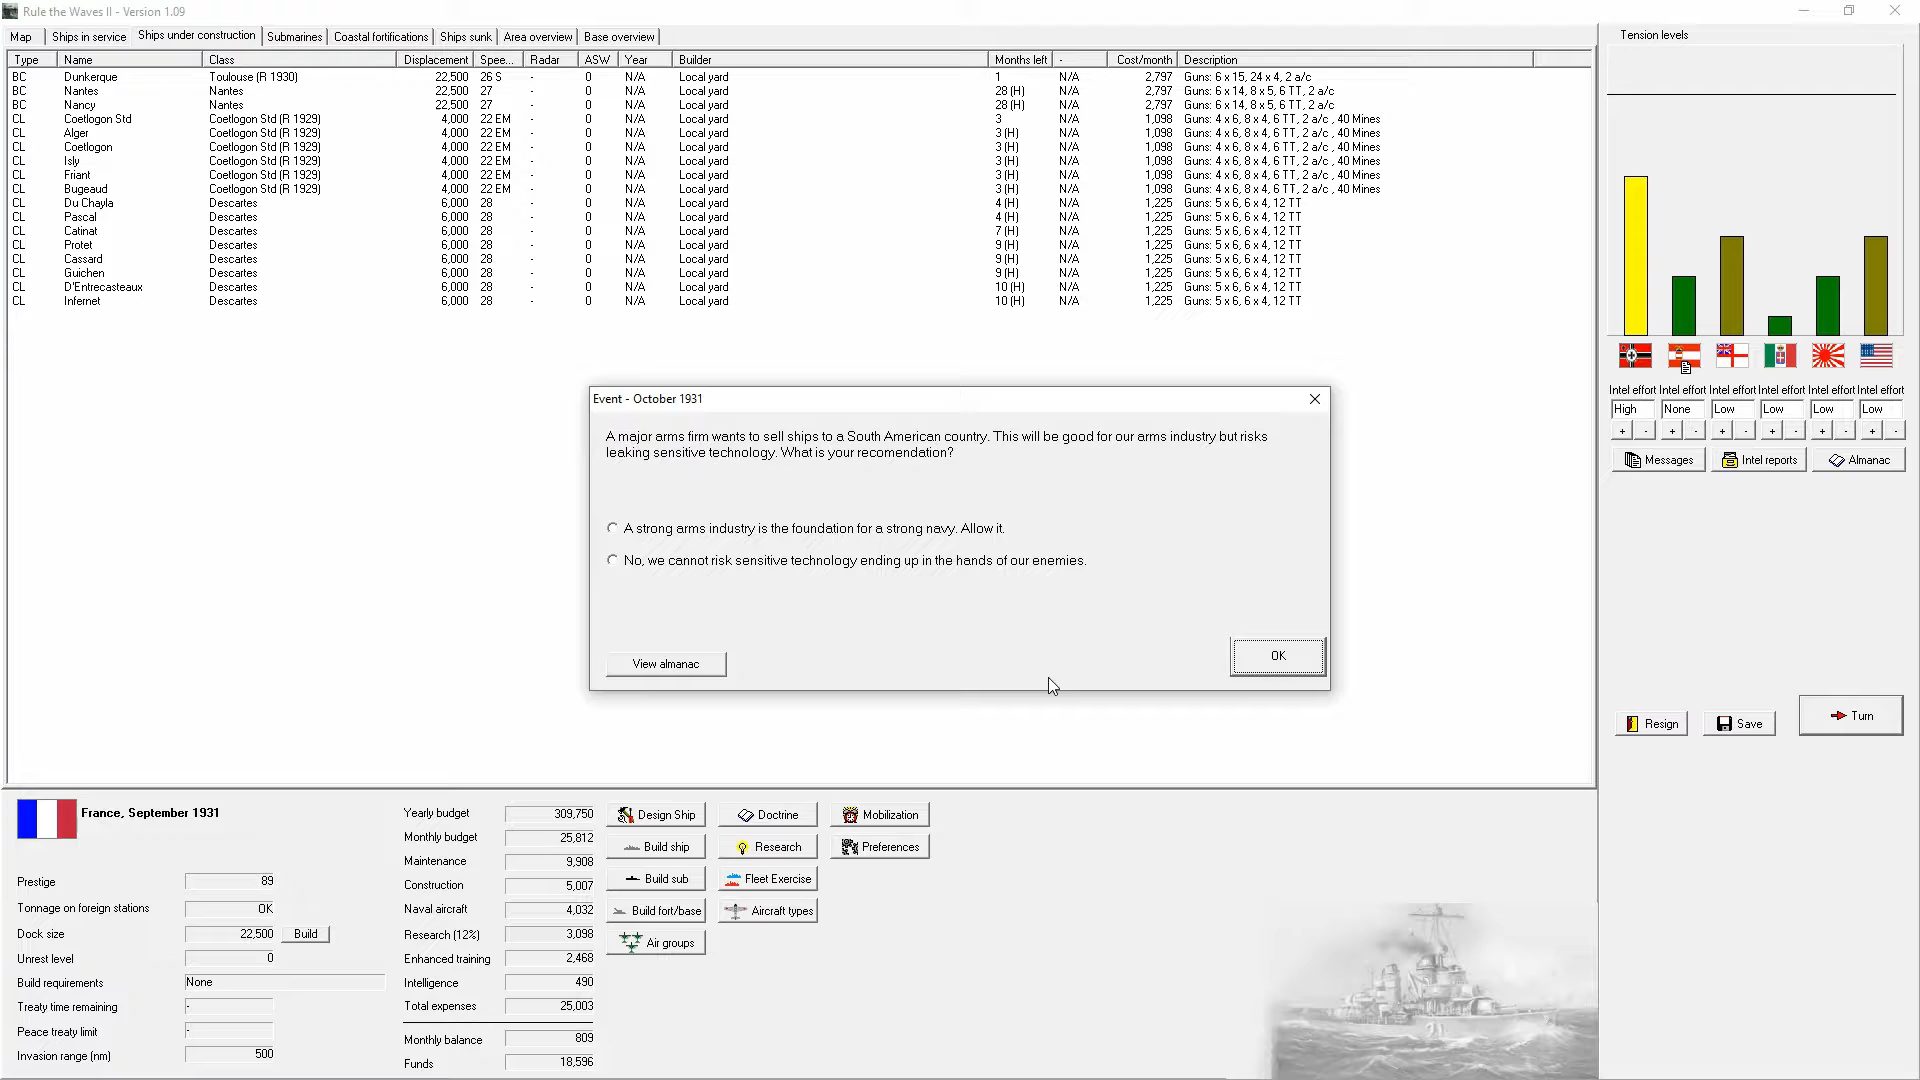 Rule the Waves II - Version 1.09
Map Ships in service Ships under construction Submarines Coastal fortifications Ships sunk Area overview Base overview
Type Name Class Displacement Spee... Radar ASW Year Builder Months left - Cost/month Description
BC Dunkerque Toulouse (R 1930) 22,500 26 S - 0 N/A Local yard 1 N/A 2,797 Guns: 6 x 15, 24 x 4, 2 a/c
BC Nantes Nantes 22,500 27 - 0 N/A Local yard 28 (H) N/A 2,797 Guns: 6 x 14, 8 x 5, 6 TT, 2 a/c
BC Nancy Nantes 22,500 27 - 0 N/A Local yard 28 (H) N/A 2,797 Guns: 6 x 14, 8 x 5, 6 TT, 2 a/c
CL Coetlogon Std Coetlogon Std (R 1929) 4,000 22 EM - 0 N/A Local yard 3 N/A 1,098 Guns: 4 x 6, 8 x 4, 6 TT, 2 a/c , 40 Mines
CL Alger Coetlogon Std (R 1929) 4,000 22 EM - 0 N/A Local yard 3 (H) N/A 1,098 Guns: 4 x 6, 8 x 4, 6 TT, 2 a/c , 40 Mines
CL Coetlogon Coetlogon Std (R 1929) 4,000 22 EM - 0 N/A Local yard 3 (H) N/A 1,098 Guns: 4 x 6, 8 x 4, 6 TT, 2 a/c , 40 Mines
CL Isly Coetlogon Std (R 1929) 4,000 22 EM - 0 N/A Local yard 3 (H) N/A 1,098 Guns: 4 x 6, 8 x 4, 6 TT, 2 a/c , 40 Mines
CL Friant Coetlogon Std (R 1929) 4,000 22 EM - 0 N/A Local yard 3 (H) N/A 1,098 Guns: 4 x 6, 8 x 4, 6 TT, 2 a/c , 40 Mines
CL Bugeaud Coetlogon Std (R 1929) 4,000 22 EM - 0 N/A Local yard 3 (H) N/A 1,098 Guns: 4 x 6, 8 x 4, 6 TT, 2 a/c , 40 Mines
CL Du Chayla Descartes 6,000 28 - 0 N/A Local yard 4 (H) N/A 1,225 Guns: 5 x 6, 6 x 4, 12 TT
CL Pascal Descartes 6,000 28 - 0 N/A Local yard 4 (H) N/A 1,225 Guns: 5 x 6, 6 x 4, 12 TT
CL Catinat Descartes 6,000 28 - 0 N/A Local yard 7 (H) N/A 1,225 Guns: 5 x 6, 6 x 4, 12 TT
CL Protet Descartes 6,000 28 - 0 N/A Local yard 9 (H) N/A 1,225 Guns: 5 x 6, 6 x 4, 12 TT
CL Cassard Descartes 6,000 28 - 0 N/A Local yard 9 (H) N/A 1,225 Guns: 5 x 6, 6 x 4, 12 TT
CL Guichen Descartes 6,000 28 - 0 N/A Local yard 9 (H) N/A 1,225 Guns: 5 x 6, 6 x 4, 12 TT
CL D'Entrecasteaux Descartes 6,000 28 - 0 N/A Local yard 10 (H) N/A 1,225 Guns: 5 x 6, 6 x 4, 12 TT
CL Infernet Descartes 6,000 28 - 0 N/A Local yard 10 (H) N/A 1,225 Guns: 5 x 6, 6 x 4, 12 TT
Event - October 1931
A major arms firm wants to sell ships to a South American country. This will be good for our arms industry but risks
leaking sensitive technology. What is your recomendation?
A strong arms industry is the foundation for a strong navy. Allow it.
No, we cannot risk sensitive technology ending up in the hands of our enemies.
View almanac OK
Tension levels
Intel effort Intel effort Intel effort Intel effort Intel effort Intel effort
High None Low Low Low Low
+ - + - + - + - + - + -
Messages Intel reports Almanac
Resign Save Turn
France, September 1931
Prestige 89
Tonnage on foreign stations OK
Dock size 22,500 Build
Unrest level 0
Build requirements None
Treaty time remaining -
Peace treaty limit -
Invasion range (nm) 500
Yearly budget 309,750
Monthly budget 25,812
Maintenance 9,908
Construction 5,007
Naval aircraft 4,032
Research (12%) 3,098
Enhanced training 2,468
Intelligence 490
Total expenses 25,003
Monthly balance 809
Funds 18,596
Design Ship Doctrine Mobilization
Build ship Research Preferences
Build sub Fleet Exercise
Build fort/base Aircraft types
Air groups